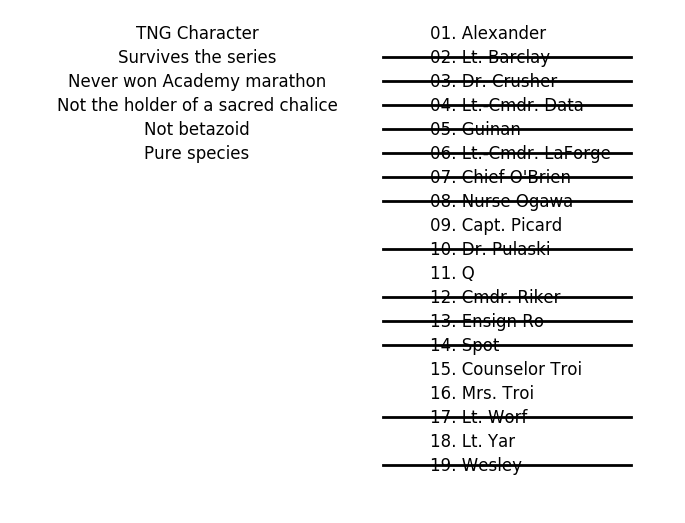 TNG Character
Survives the series
Never won Academy marathon
Not the holder of a sacred chalice
Not betazoid
Pure species
01. Alexander
02. Lt. Barclay
03. Dr. Crusher
04. Lt.-Cmdr. Data
05. Guinan
06. Lt.-Cmdr. LaForge
07. Chief O'Brien
08. Nurse Ogawa
09. Capt. Picard
10. Dr. Pulaski
11. Q
12. Cmdr. Riker
13. Ensign Ro
14. Spot
15. Counselor Troi
16. Mrs. Troi
17. Lt. Worf
18. Lt. Yar
19. Wesley